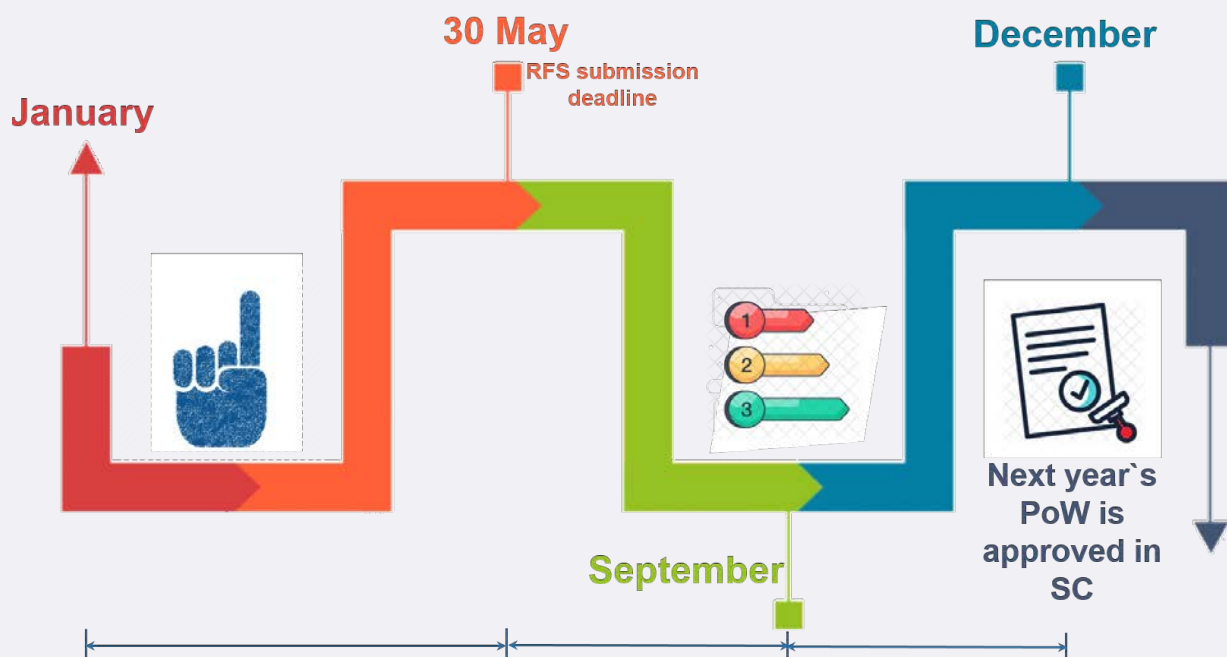 January
30 May
RFS submission
deadline
1
2
3
September
December
Next year`s
PoW is
approved in
SC